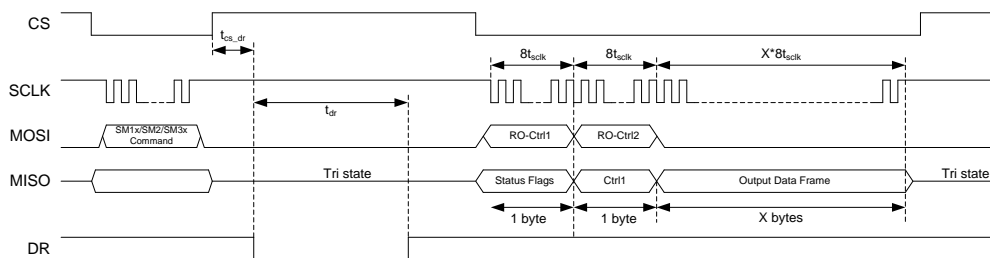 CS
t_cs_dr
8t_sclk
8t_sclk
X*8t_sclk
SCLK
t_dr
MOSI
SM1x/SM2/SM3x
Command
RO-Ctrl1
RO-Ctrl2
MISO
Tri state
Status Flags
Ctrl1
Output Data Frame
Tri state
1 byte
1 byte
X bytes
DR